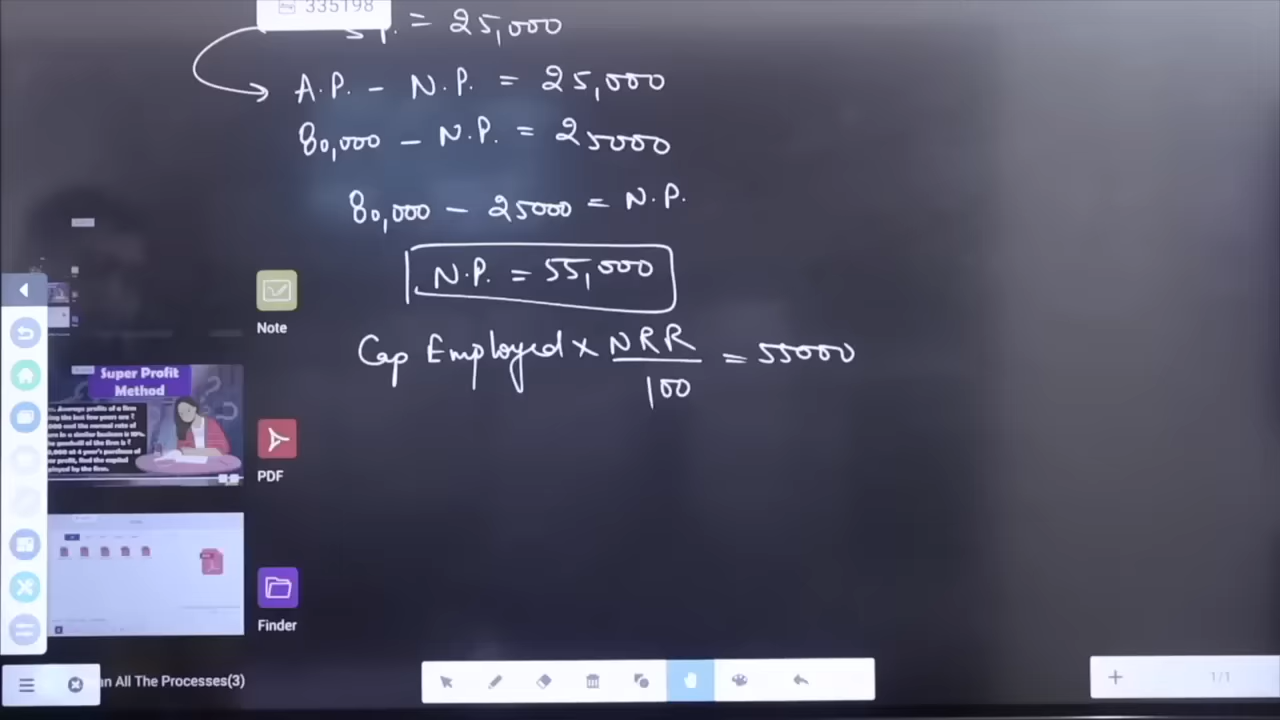 335198
S.P. = 25,000
A.P. - N.P. = 25,000
80,000 - N.P. = 25000
80,000 - 25000 = N.P.
N.P. = 55,000
Cap Employed × NRR/100 = 55000
Note
Super Profit
Method
PDF
Finder
an All The Processes(3)
1/1